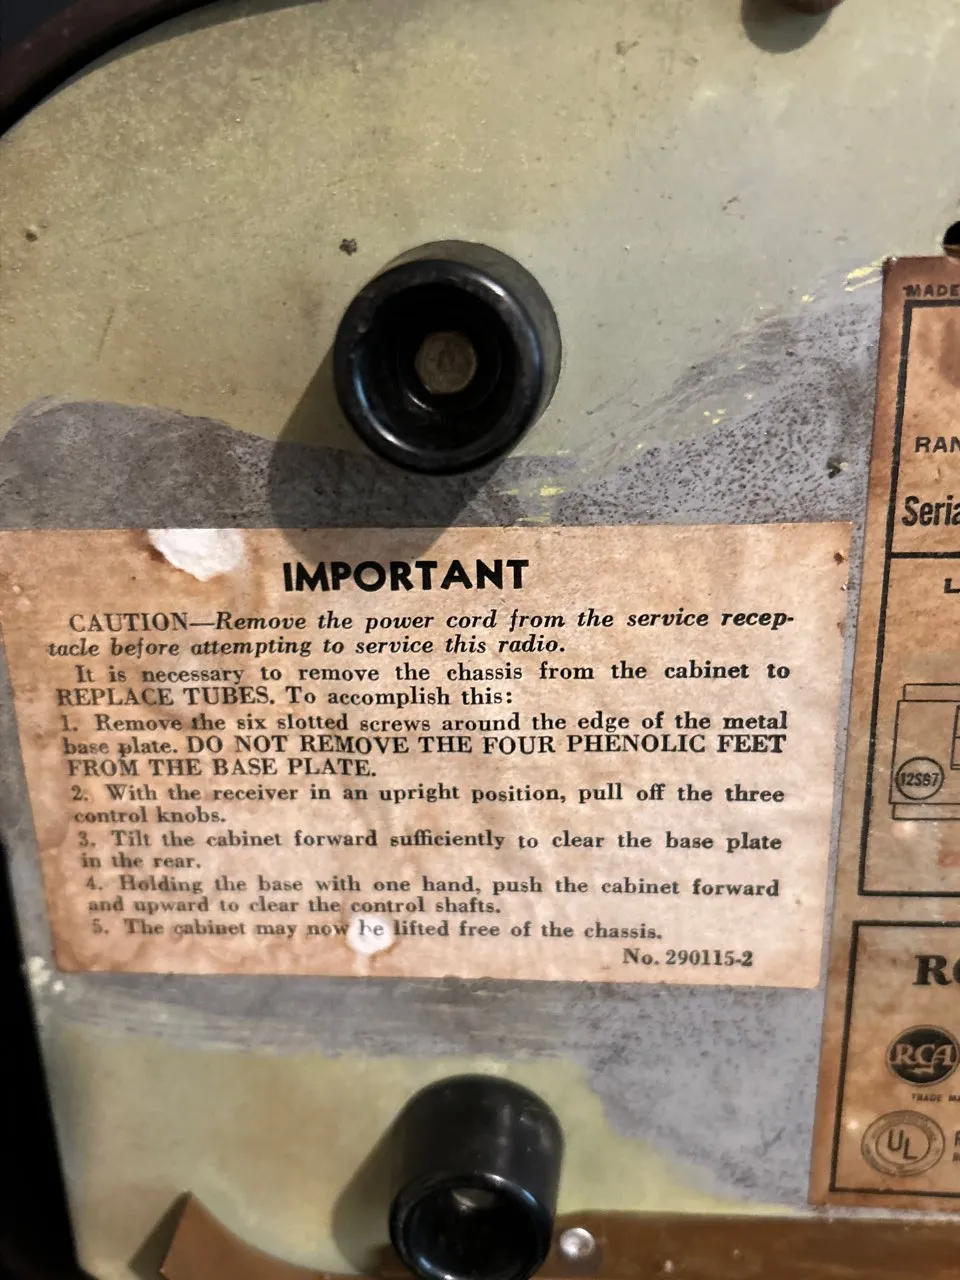 IMPORTANT
CAUTION—Remove the power cord from the service recep-
tacle before attempting to service this radio.
It is necessary to remove the chassis from the cabinet to
REPLACE TUBES. To accomplish this:
1. Remove the six slotted screws around the edge of the metal
base plate. DO NOT REMOVE THE FOUR PHENOLIC FEET
FROM THE BASE PLATE.
2. With the receiver in an upright position, pull off the three
control knobs.
3. Tilt the cabinet forward sufficiently to clear the base plate
in the rear.
4. Holding the base with one hand, push the cabinet forward
and upward to clear the control shafts.
5. The cabinet may now be lifted free of the chassis.
No. 290115-2
MADE
RAN
Seria
L
12SG7
RC
RCA
TRADE MA
UL